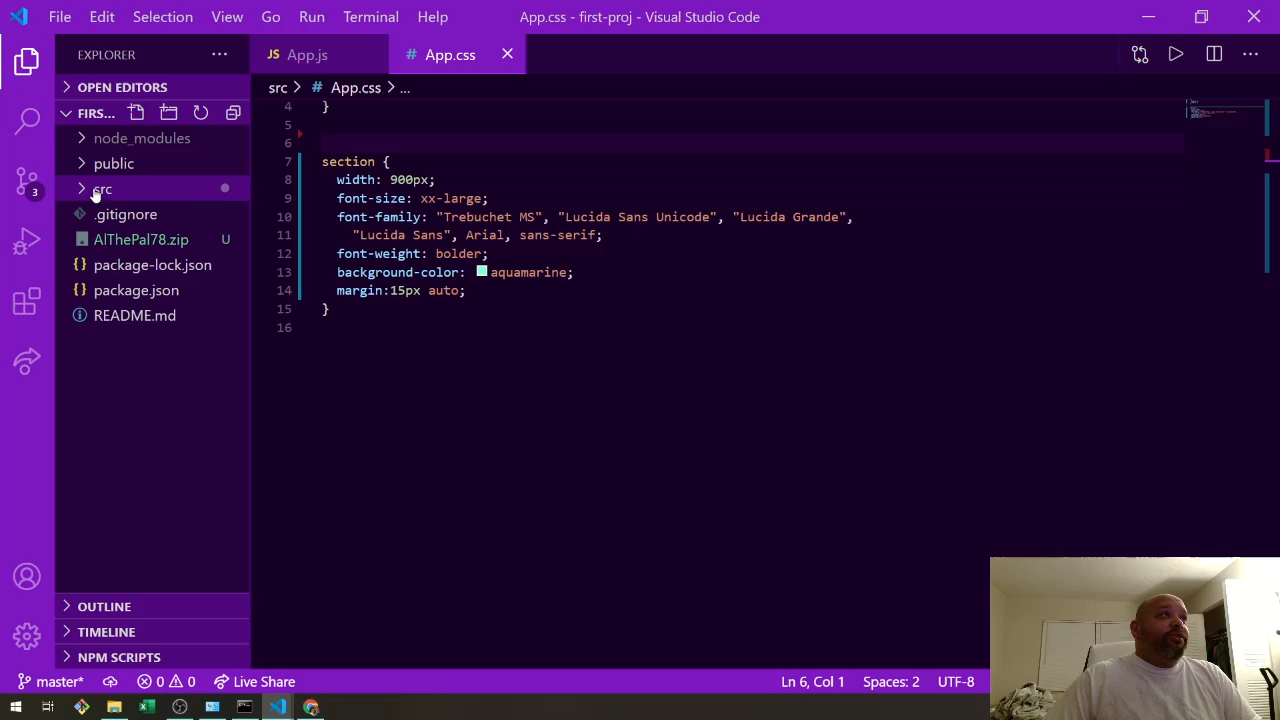 File Edit Selection View Go Run Terminal Help App.css - first-proj - Visual Studio Code
EXPLORER
JS App.js
# App.css
OPEN EDITORS
FIRS...
node_modules
public
src
.gitignore
AlThePal78.zip U
package-lock.json
package.json
README.md
OUTLINE
TIMELINE
NPM SCRIPTS
3
src > # App.css > ...
4 }
5
6
7 section {
8 width: 900px;
9 font-size: xx-large;
10 font-family: "Trebuchet MS", "Lucida Sans Unicode", "Lucida Grande",
11 "Lucida Sans", Arial, sans-serif;
12 font-weight: bolder;
13 background-color: aquamarine;
14 margin:15px auto;
15 }
16
master* 0 0 Live Share Ln 6, Col 1 Spaces: 2 UTF-8